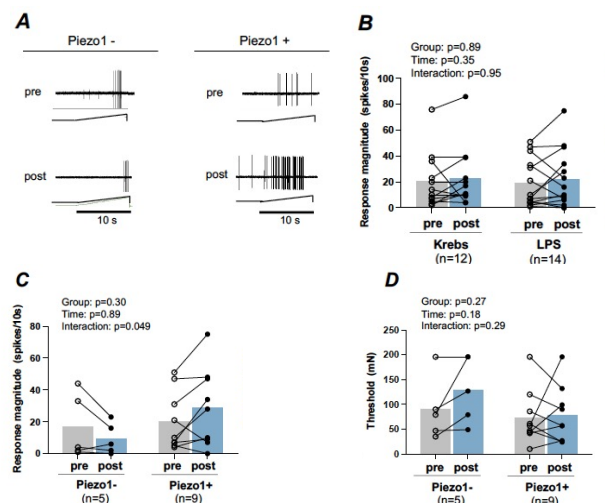 A
Piezo1 -
Piezo1 +
pre
pre
post
post
10 s
10 s
B
Group: p=0.89
Time: p=0.35
Interaction: p=0.95
Response magnitude (spikes/10s)
100
80
60
40
20
0
pre post pre post
Krebs LPS
(n=12) (n=14)
C
Group: p=0.30
Time: p=0.89
Interaction: p=0.049
Response magnitude (spikes/10s)
80
60
40
20
0
pre post pre post
Piezo1- Piezo1+
(n=5) (n=9)
D
Group: p=0.27
Time: p=0.18
Interaction: p=0.29
Threshold (mN)
250
200
150
100
50
0
pre post pre post
Piezo1- Piezo1+
(n=5) (n=9)